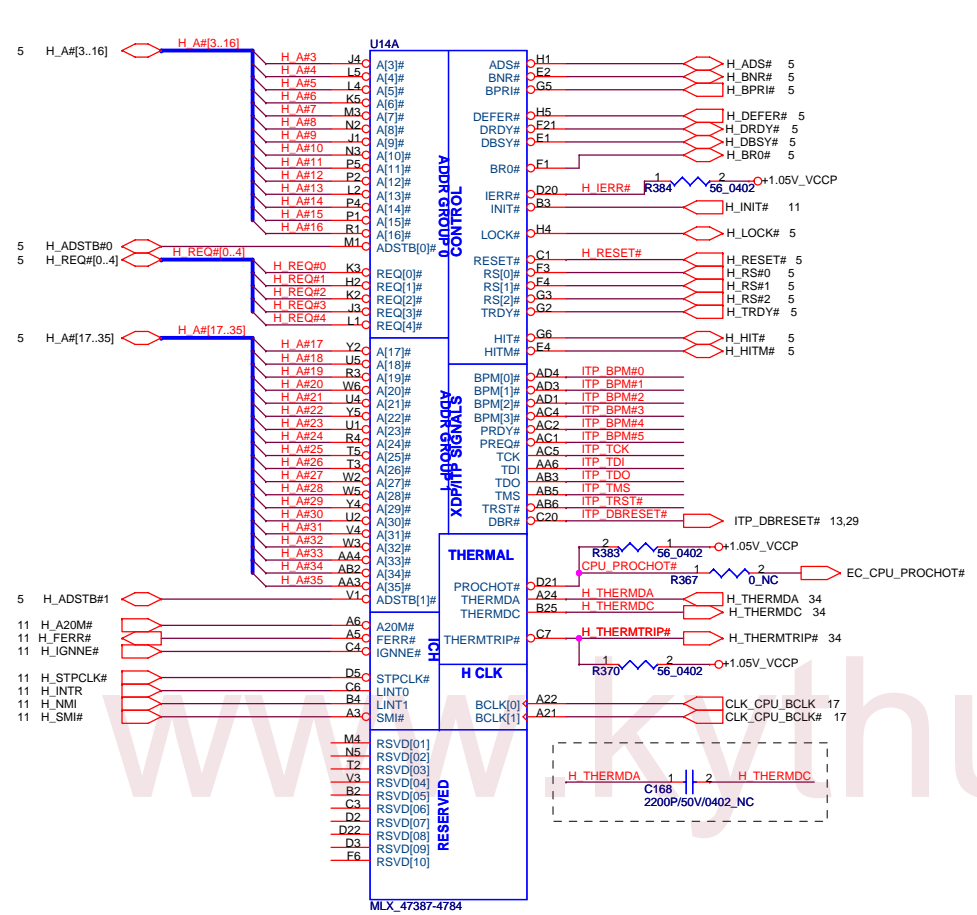 U14A
5 H_A#[3..16] H_A#[3..16]
H_A#3 J4 A[3]#
H_A#4 L5 A[4]#
H_A#5 L4 A[5]#
H_A#6 K5 A[6]#
H_A#7 M3 A[7]#
H_A#8 N2 A[8]#
H_A#9 J1 A[9]#
H_A#10 N3 A[10]#
H_A#11 P5 A[11]#
H_A#12 P2 A[12]#
H_A#13 L2 A[13]#
H_A#14 P4 A[14]#
H_A#15 P1 A[15]#
H_A#16 R1 A[16]#
5 H_ADSTB#0 M1 ADSTB[0]#
5 H_REQ#[0..4] H_REQ#[0..4]
H_REQ#0 K3 REQ[0]#
H_REQ#1 H2 REQ[1]#
H_REQ#2 K2 REQ[2]#
H_REQ#3 J3 REQ[3]#
H_REQ#4 L1 REQ[4]#
5 H_A#[17..35] H_A#[17..35]
H_A#17 Y2 A[17]#
H_A#18 U5 A[18]#
H_A#19 R3 A[19]#
H_A#20 W6 A[20]#
H_A#21 U4 A[21]#
H_A#22 Y5 A[22]#
H_A#23 U1 A[23]#
H_A#24 R4 A[24]#
H_A#25 T5 A[25]#
H_A#26 T3 A[26]#
H_A#27 W2 A[27]#
H_A#28 W5 A[28]#
H_A#29 Y4 A[29]#
H_A#30 U2 A[30]#
H_A#31 V4 A[31]#
H_A#32 W3 A[32]#
H_A#33 AA4 A[33]#
H_A#34 AB2 A[34]#
H_A#35 AA3 A[35]#
5 H_ADSTB#1 V1 ADSTB[1]#
11 H_A20M# A6 A20M#
11 H_FERR# A5 FERR#
11 H_IGNNE# C4 IGNNE#
11 H_STPCLK# D5 STPCLK#
11 H_INTR C6 LINT0
11 H_NMI B4 LINT1
11 H_SMI# A3 SMI#
M4 RSVD[01]
N5 RSVD[02]
T2 RSVD[03]
V3 RSVD[04]
B2 RSVD[05]
C3 RSVD[06]
D2 RSVD[07]
D22 RSVD[08]
D3 RSVD[09]
F6 RSVD[10]
ADDR GROUP 0
CONTROL
ADDR GROUP 1
XDP/ITP SIGNALS
THERMAL
ICH
H CLK
RESERVED
ADS# H1 H_ADS# 5
BNR# E2 H_BNR# 5
BPRI# G5 H_BPRI# 5
DEFER# H5 H_DEFER# 5
DRDY# F21 H_DRDY# 5
DBSY# E1 H_DBSY# 5
BR0# F1 H_BR0# 5
IERR# D20 H_IERR# 1 R384 2 56_0402 +1.05V_VCCP
INIT# B3 H_INIT# 11
LOCK# H4 H_LOCK# 5
RESET# C1 H_RESET# H_RESET# 5
RS[0]# F3 H_RS#0 5
RS[1]# F4 H_RS#1 5
RS[2]# G3 H_RS#2 5
TRDY# G2 H_TRDY# 5
HIT# G6 H_HIT# 5
HITM# E4 H_HITM# 5
BPM[0]# AD4 ITP_BPM#0
BPM[1]# AD3 ITP_BPM#1
BPM[2]# AD1 ITP_BPM#2
BPM[3]# AC4 ITP_BPM#3
PRDY# AC2 ITP_BPM#4
PREQ# AC1 ITP_BPM#5
TCK AC5 ITP_TCK
TDI AA6 ITP_TDI
TDO AB3 ITP_TDO
TMS AB5 ITP_TMS
TRST# AB6 ITP_TRST#
DBR# C20 ITP_DBRESET# ITP_DBRESET# 13,29
2 R383 1 56_0402 +1.05V_VCCP
PROCHOT# D21 CPU_PROCHOT# 1 R367 2 0_NC EC_CPU_PROCHOT#
THERMDA A24 H_THERMDA H_THERMDA 34
THERMDC B25 H_THERMDC H_THERMDC 34
THERMTRIP# C7 H_THERMTRIP# H_THERMTRIP# 34
1 R370 2 56_0402 +1.05V_VCCP
BCLK[0] A22 CLK_CPU_BCLK 17
BCLK[1] A21 CLK_CPU_BCLK# 17
H_THERMDA 1 2 H_THERMDC
C168
2200P/50V/0402_NC
MLX_47387-4784
www.kythu